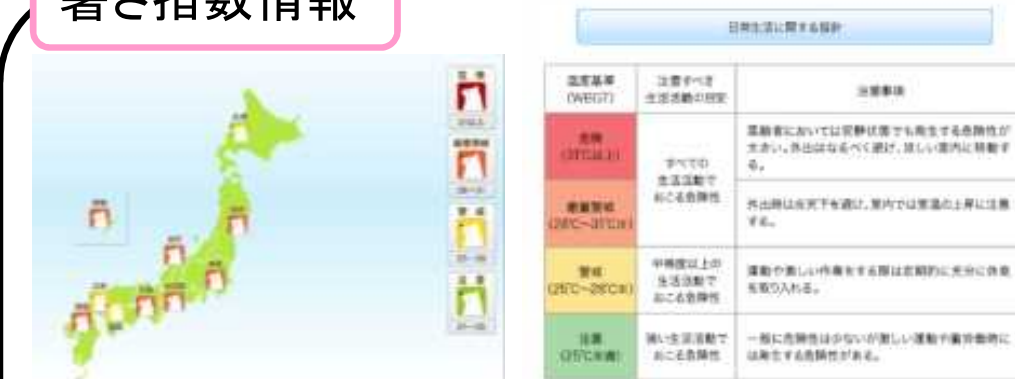 暑さ指数情報
日常生活に関する指針
温度基準
(WBGT)
注意すべき
生活活動の目安
注意事項
危険
(31℃以上)
すべての
生活活動で
おこる危険性
高齢者においては安静状態でも発生する危険性が
大きい。外出はなるべく避け、涼しい室内に移動す
る。
厳重警戒
(28℃~31℃※)
外出時は炎天下を避け、室内では室温の上昇に注意
する。
警戒
(25℃~28℃※)
中等度以上の
生活活動で
おこる危険性
運動や激しい作業をする際は定期的に充分に休息
を取り入れる。
注意
(25℃未満)
強い生活活動で
おこる危険性
一般に危険性は少ないが激しい運動や重労働時に
は発生する危険性がある。
危険
厳重警戒
警戒
注意